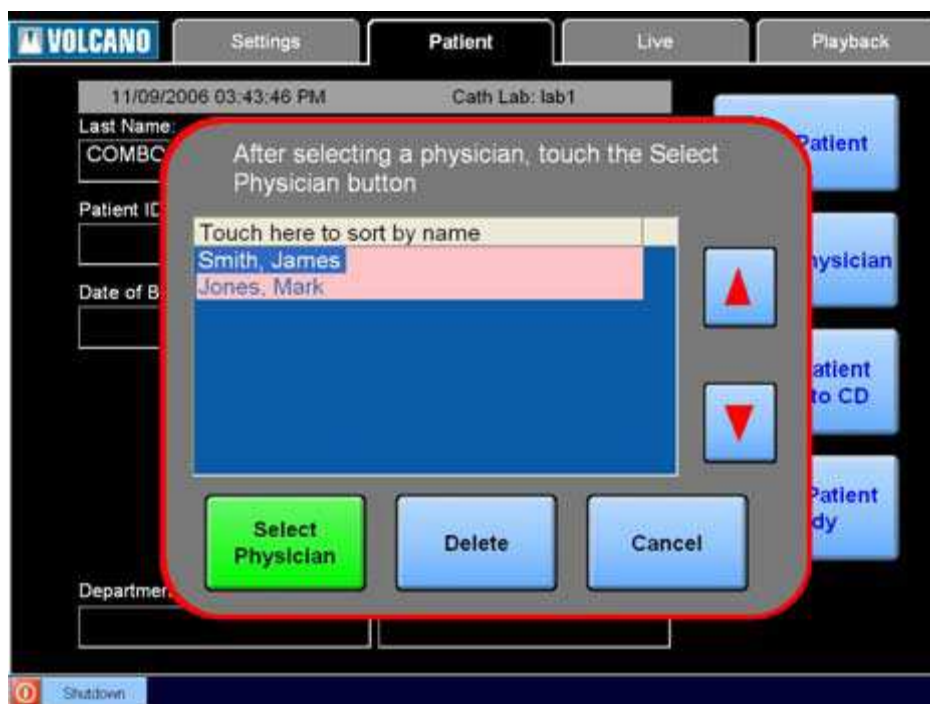 VOLCANO
Settings
Patient
Live
Playback
11/09/2006 03:43:46 PM
Cath Lab: lab1
Last Name:
COMBO
Patient ID
Date of B
Departmen
After selecting a physician, touch the Select
Physician button
Touch here to sort by name
Smith, James
Jones, Mark
Select
Physician
Delete
Cancel
Patient
hysician
atient
to CD
Patient
dy
Shutdown